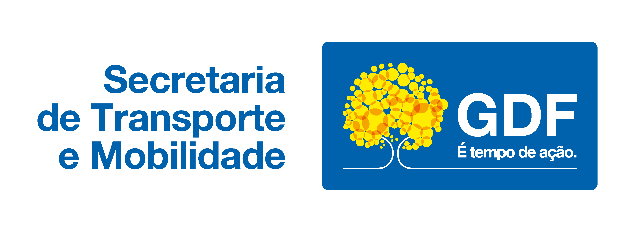 Secretaria
de Transporte
e Mobilidade
GDF
É tempo de ação.